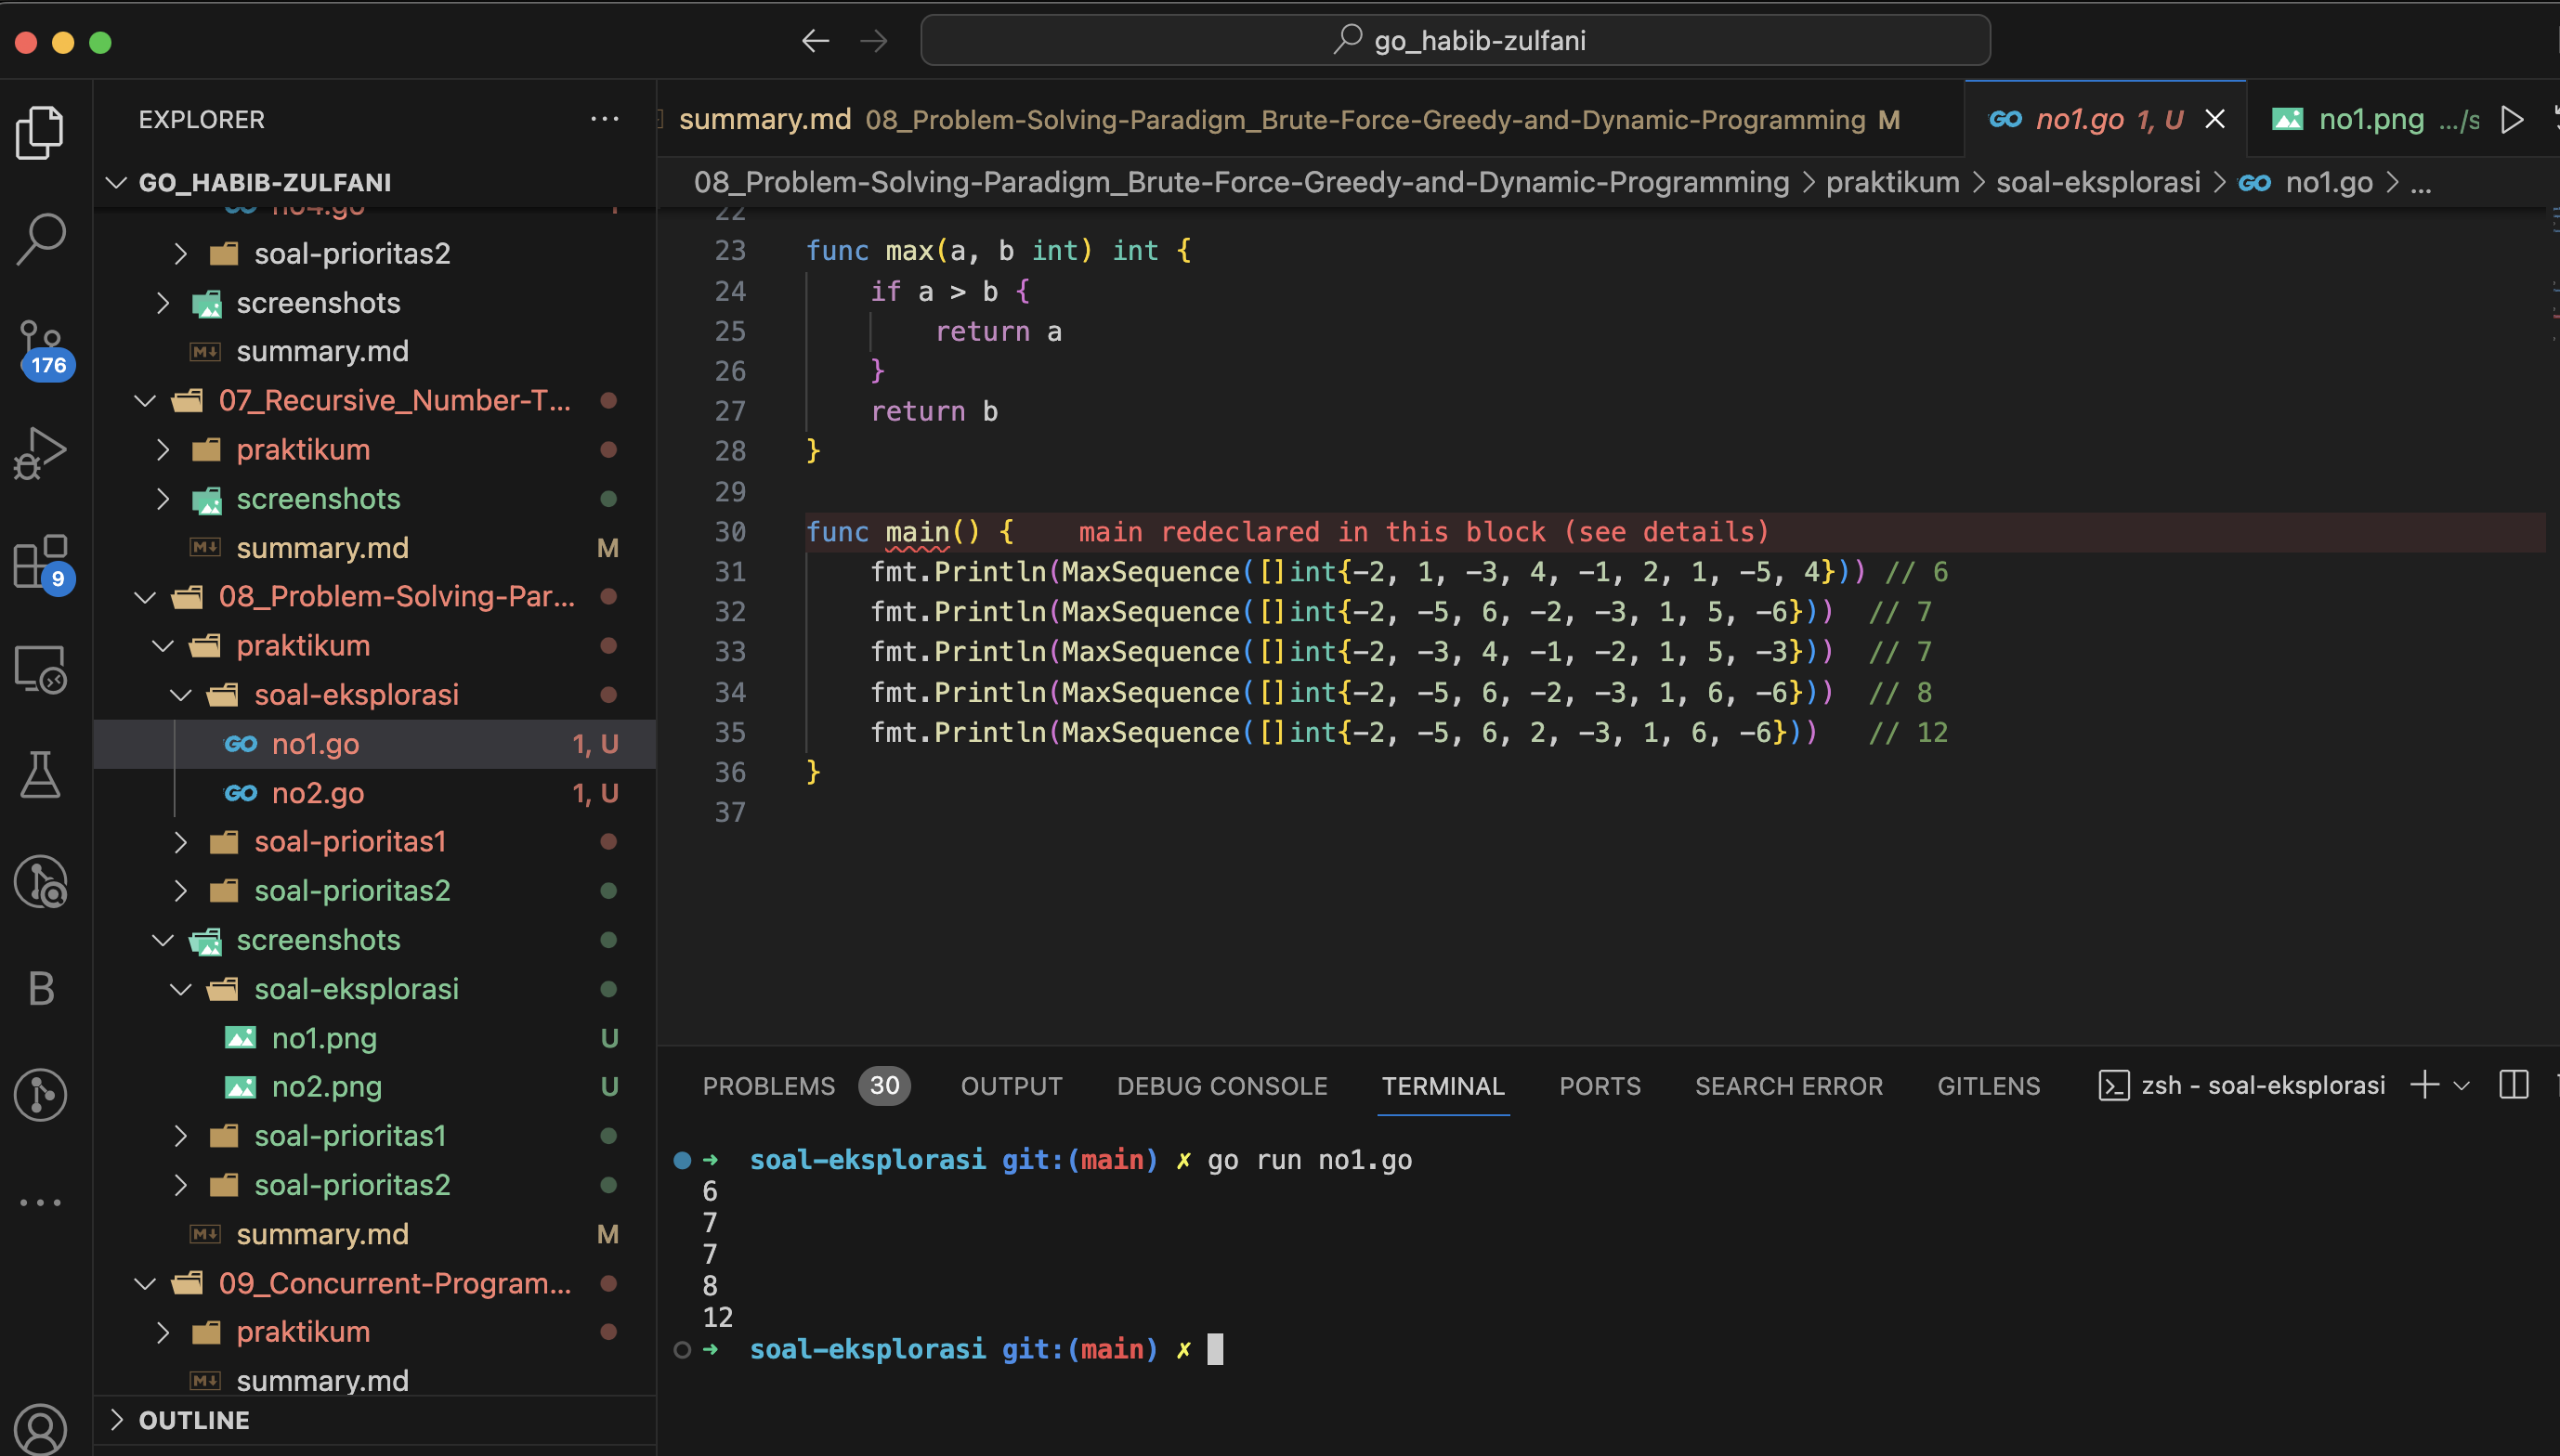 go_habib-zulfani
EXPLORER
GO_HABIB-ZULFANI
no4.go
soal-prioritas2
screenshots
summary.md
07_Recursive_Number-T...
praktikum
screenshots
summary.md M
08_Problem-Solving-Par...
praktikum
soal-eksplorasi
no1.go 1, U
no2.go 1, U
soal-prioritas1
soal-prioritas2
screenshots
soal-eksplorasi
no1.png U
no2.png U
soal-prioritas1
soal-prioritas2
summary.md M
09_Concurrent-Program...
praktikum
summary.md
OUTLINE
176
9
B
summary.md 08_Problem-Solving-Paradigm_Brute-Force-Greedy-and-Dynamic-Programming M
no1.go 1, U
no1.png .../s
08_Problem-Solving-Paradigm_Brute-Force-Greedy-and-Dynamic-Programming > praktikum > soal-eksplorasi > GO no1.go > ...
22
23 func max(a, b int) int {
24 if a > b {
25 return a
26 }
27 return b
28 }
29
30 func main() { main redeclared in this block (see details)
31 fmt.Println(MaxSequence([]int{-2, 1, -3, 4, -1, 2, 1, -5, 4})) // 6
32 fmt.Println(MaxSequence([]int{-2, -5, 6, -2, -3, 1, 5, -6})) // 7
33 fmt.Println(MaxSequence([]int{-2, -3, 4, -1, -2, 1, 5, -3})) // 7
34 fmt.Println(MaxSequence([]int{-2, -5, 6, -2, -3, 1, 6, -6})) // 8
35 fmt.Println(MaxSequence([]int{-2, -5, 6, 2, -3, 1, 6, -6})) // 12
36 }
37
PROBLEMS 30 OUTPUT DEBUG CONSOLE TERMINAL PORTS SEARCH ERROR GITLENS zsh - soal-eksplorasi
➜ soal-eksplorasi git:(main) ✗ go run no1.go
6
7
7
8
12
➜ soal-eksplorasi git:(main) ✗